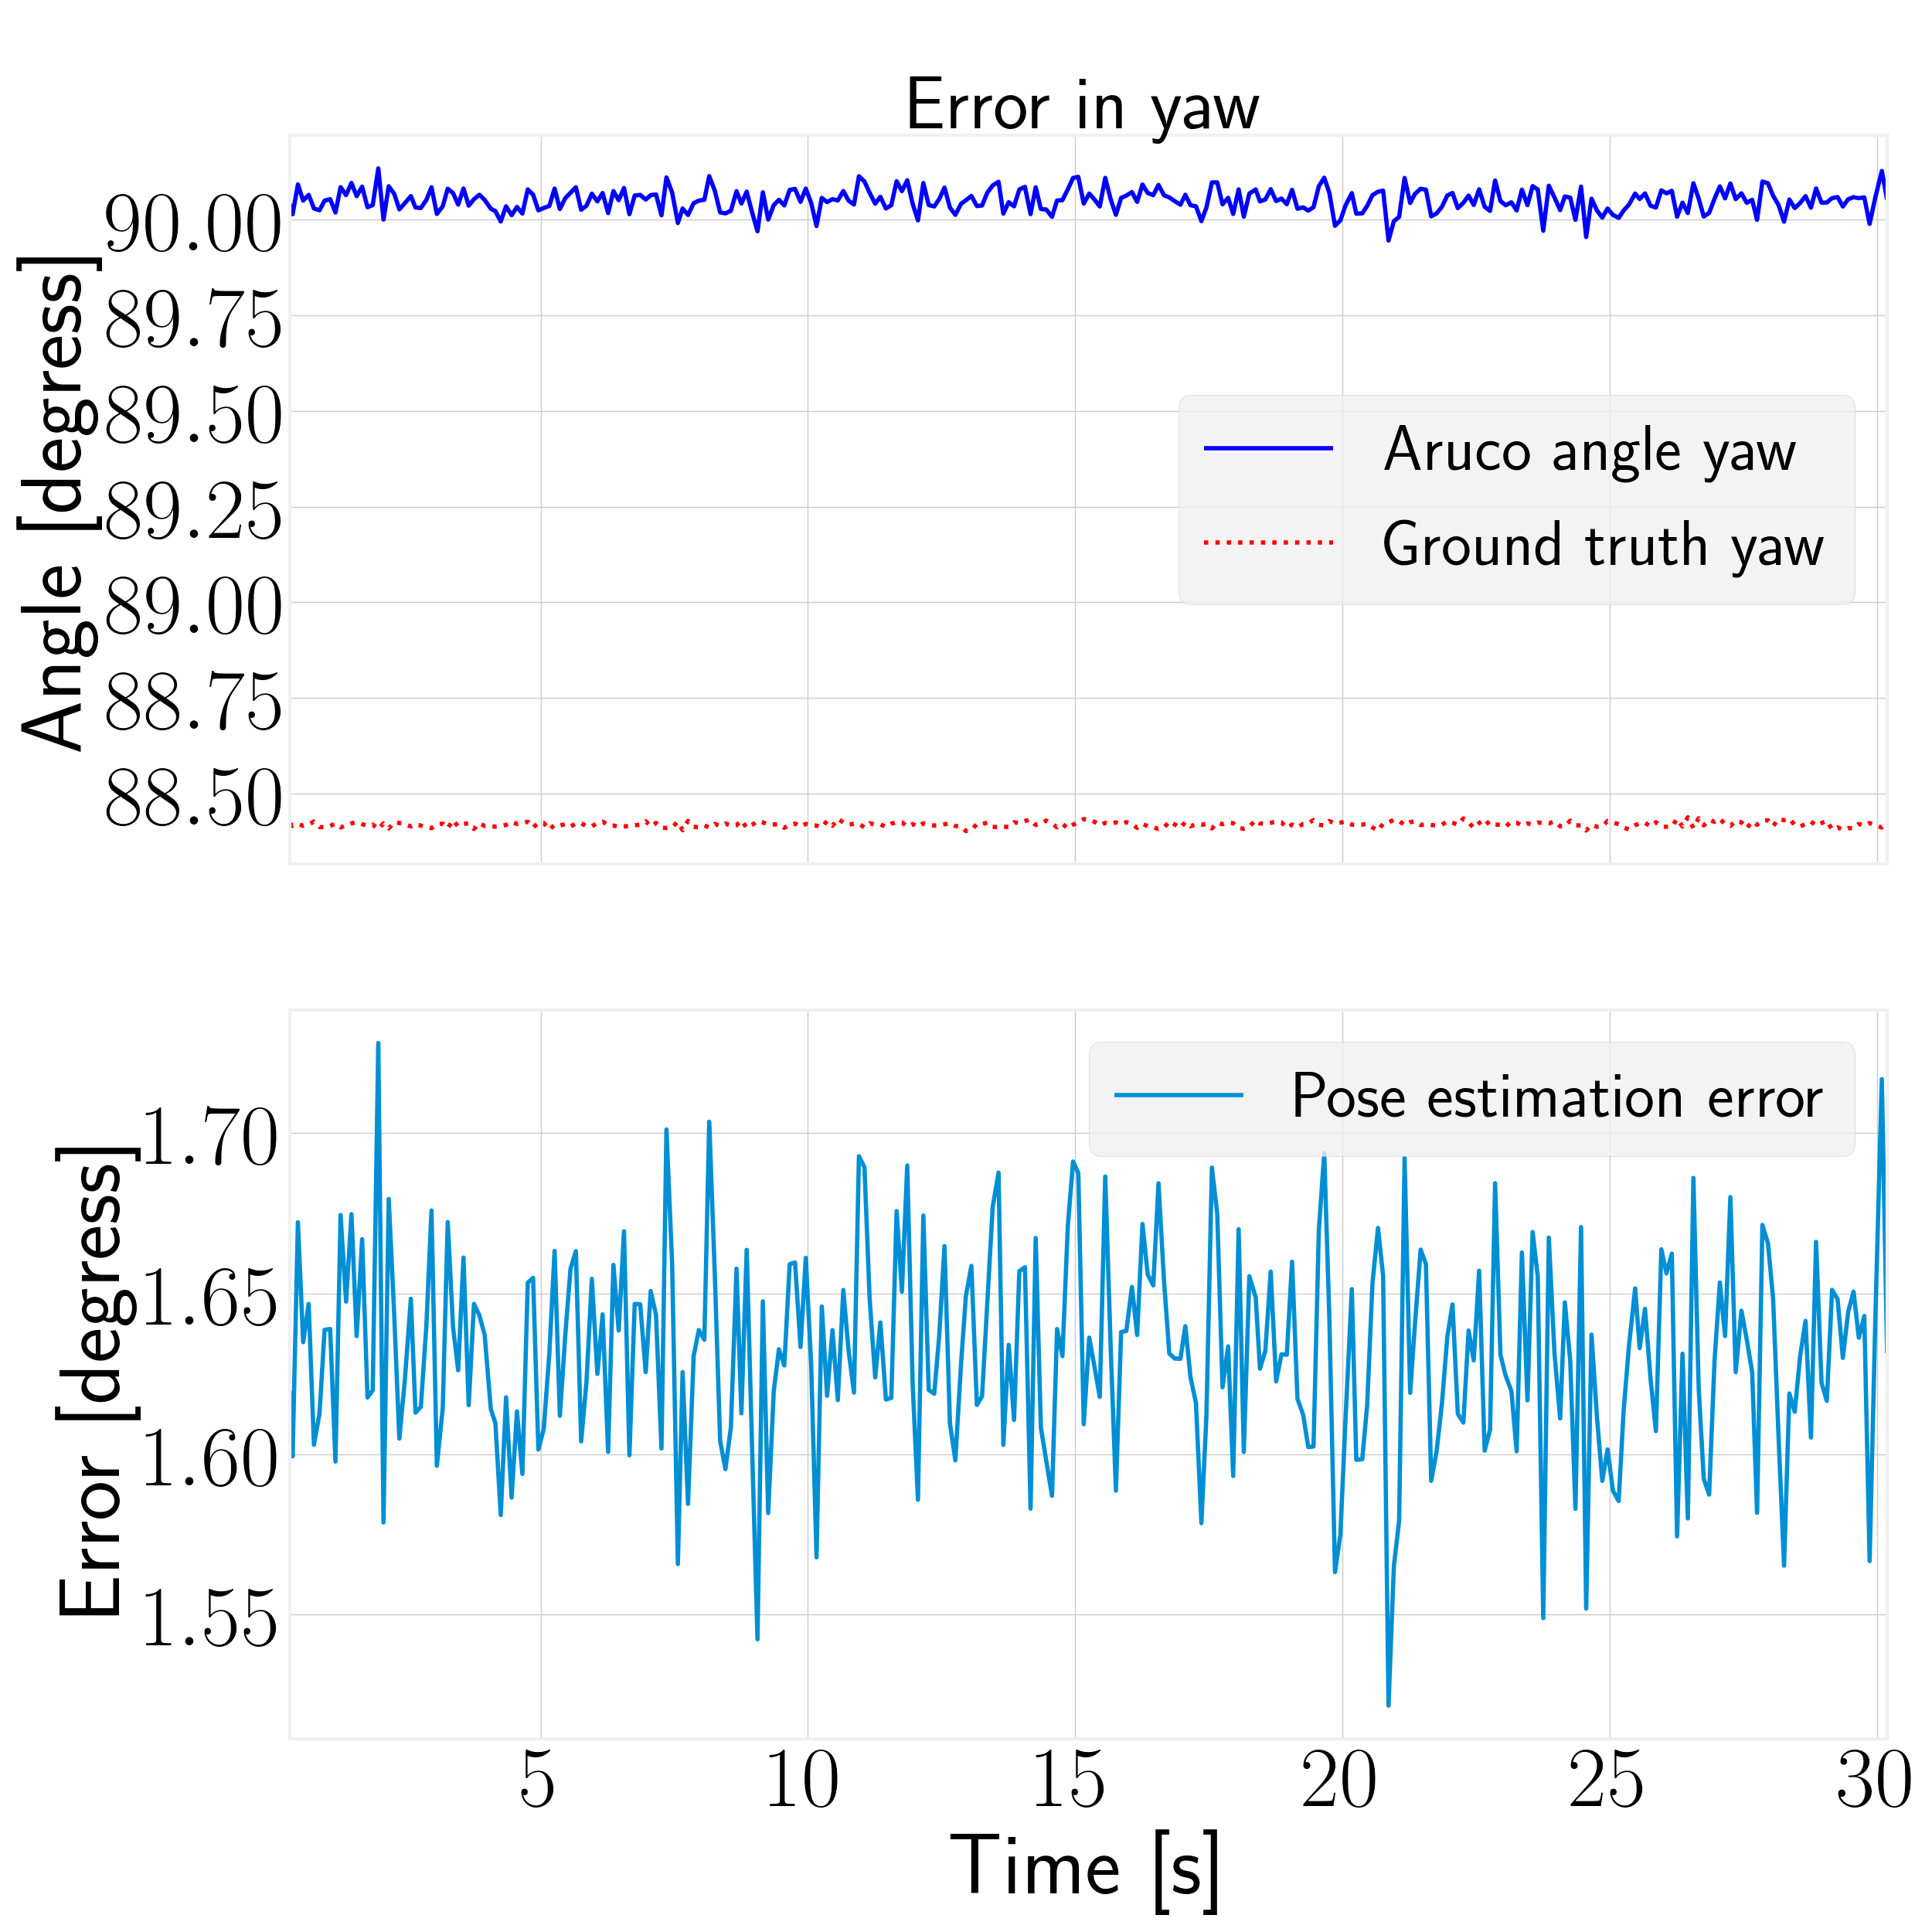 Error in yaw
Angle [degress]
90.00
89.75
89.50
89.25
89.00
88.75
88.50
Aruco angle yaw
Ground truth yaw
Error [degress]
1.70
1.65
1.60
1.55
Pose estimation error
5 10 15 20 25 30
Time [s]